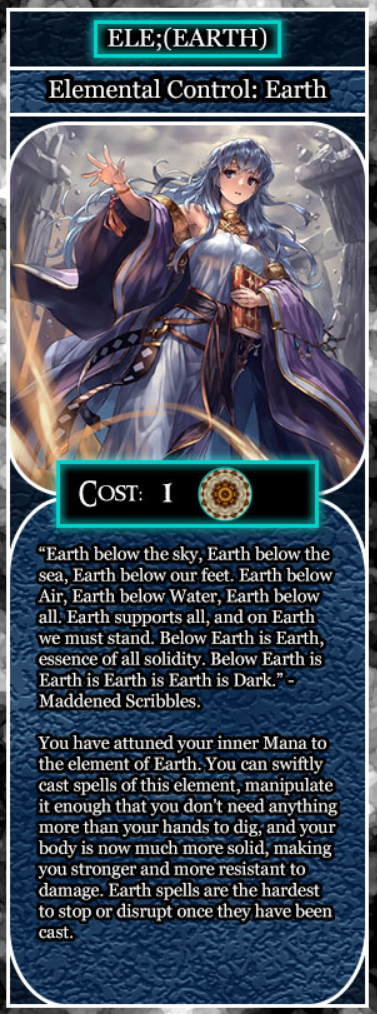 ELE;(EARTH)
Elemental Control: Earth
Cost: 1
“Earth below the sky, Earth below the
sea, Earth below our feet. Earth below
Air, Earth below Water, Earth below
all. Earth supports all, and on Earth
we must stand. Below Earth is Earth,
essence of all solidity. Below Earth is
Earth is Earth is Earth is Dark.” -
Maddened Scribbles.
You have attuned your inner Mana to
the element of Earth. You can swiftly
cast spells of this element, manipulate
it enough that you don't need anything
more than your hands to dig, and your
body is now much more solid, making
you stronger and more resistant to
damage. Earth spells are the hardest
to stop or disrupt once they have been
cast.